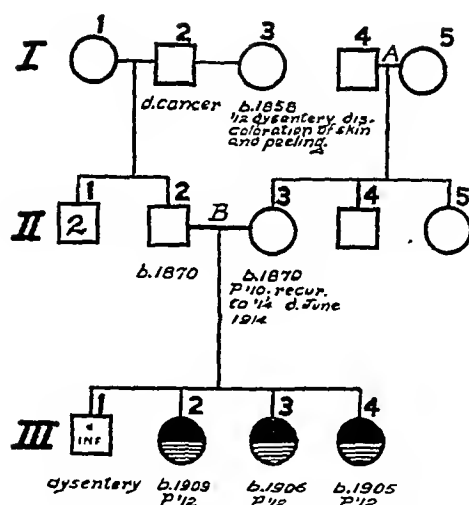 I 1 2 3 4 A 5
d.cancer
b.1858
'12 dysentery dis-
coloration of skin
and peeling.
II 1 2 B 3 4 5
2
b.1870
b.1870
P'10. recur.
to '14 d. June
1914
III 1 2 3 4
INF
dysentery
b.1909
P'12
b.1906
P'12
b.1905
P'12